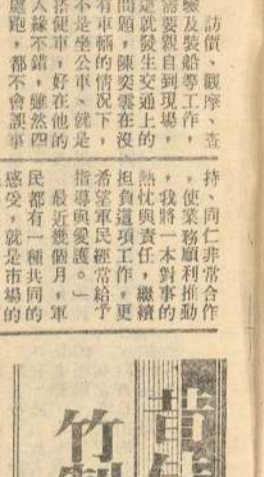 訪價、觀摩、查
驗及裝船等工作，
需要親自到現場，
這就發生交通上的
問題，陳奕雲在沒
有車輛的情況下，
不是坐公車、就是
搭便車，好在他的
人緣不錯，雖然四
處跑，都不會誤事
持、同仁非常合作
，使業務順利推動
，我將一本對事的
熱忱與責任，繼續
担負這項工作，更
希望軍民經常給予
指導與愛護。」
最近幾個月，軍
民都有一種共同的
感受，就是市場的
竹